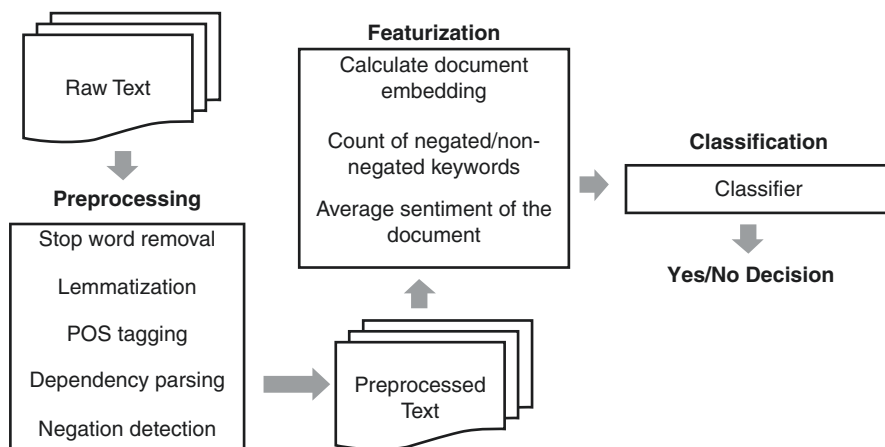 Raw Text
Preprocessing
Stop word removal
Lemmatization
POS tagging
Dependency parsing
Negation detection
Preprocessed
Text
Featurization
Calculate document
embedding
Count of negated/non-
negated keywords
Average sentiment of the
document
Classification
Classifier
Yes/No Decision